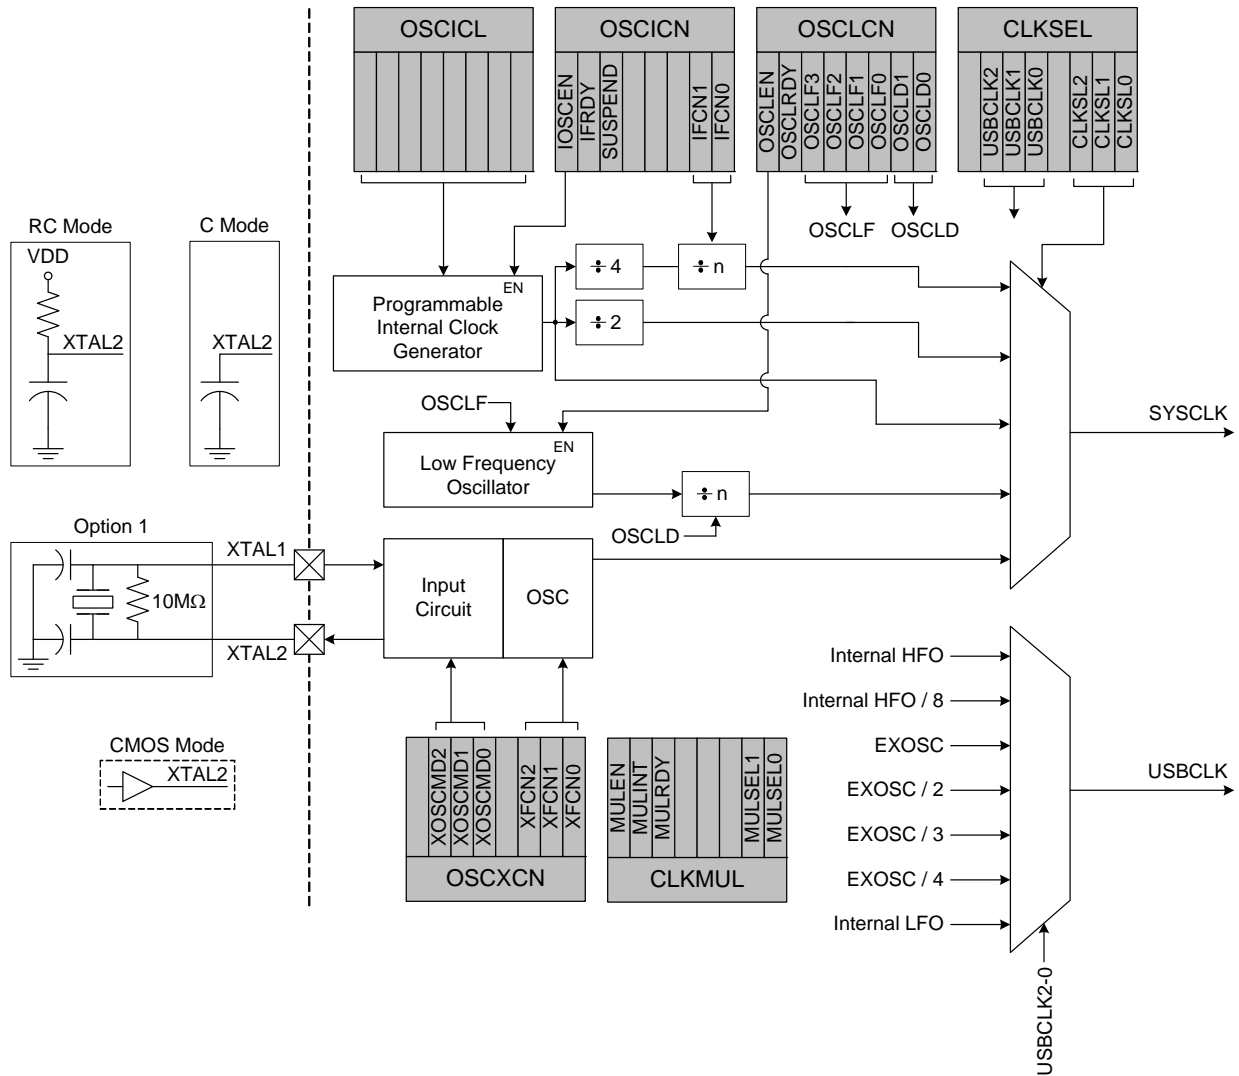 OSCICL
OSCICN
OSCLCN
CLKSEL
IOSCEN
IFRDY
SUSPEND
IFCN1
IFCN0
OSCLEN
OSCLRDY
OSCLF3
OSCLF2
OSCLF1
OSCLF0
OSCLD1
OSCLD0
USBCLK2
USBCLK1
USBCLK0
CLKSL2
CLKSL1
CLKSL0
OSCLF
OSCLD
RC Mode
VDD
XTAL2
C Mode
XTAL2
EN
Programmable
Internal Clock
Generator
÷ 4
÷ n
÷ 2
OSCLF
EN
Low Frequency
Oscillator
÷ n
OSCLD
SYSCLK
Option 1
XTAL1
10MΩ
XTAL2
Input
Circuit
OSC
CMOS Mode
XTAL2
XOSCMD2
XOSCMD1
XOSCMD0
XFCN2
XFCN1
XFCN0
OSCXCN
MULEN
MULINT
MULRDY
MULSEL1
MULSEL0
CLKMUL
Internal HFO
Internal HFO / 8
EXOSC
EXOSC / 2
EXOSC / 3
EXOSC / 4
Internal LFO
USBCLK
USBCLK2-0